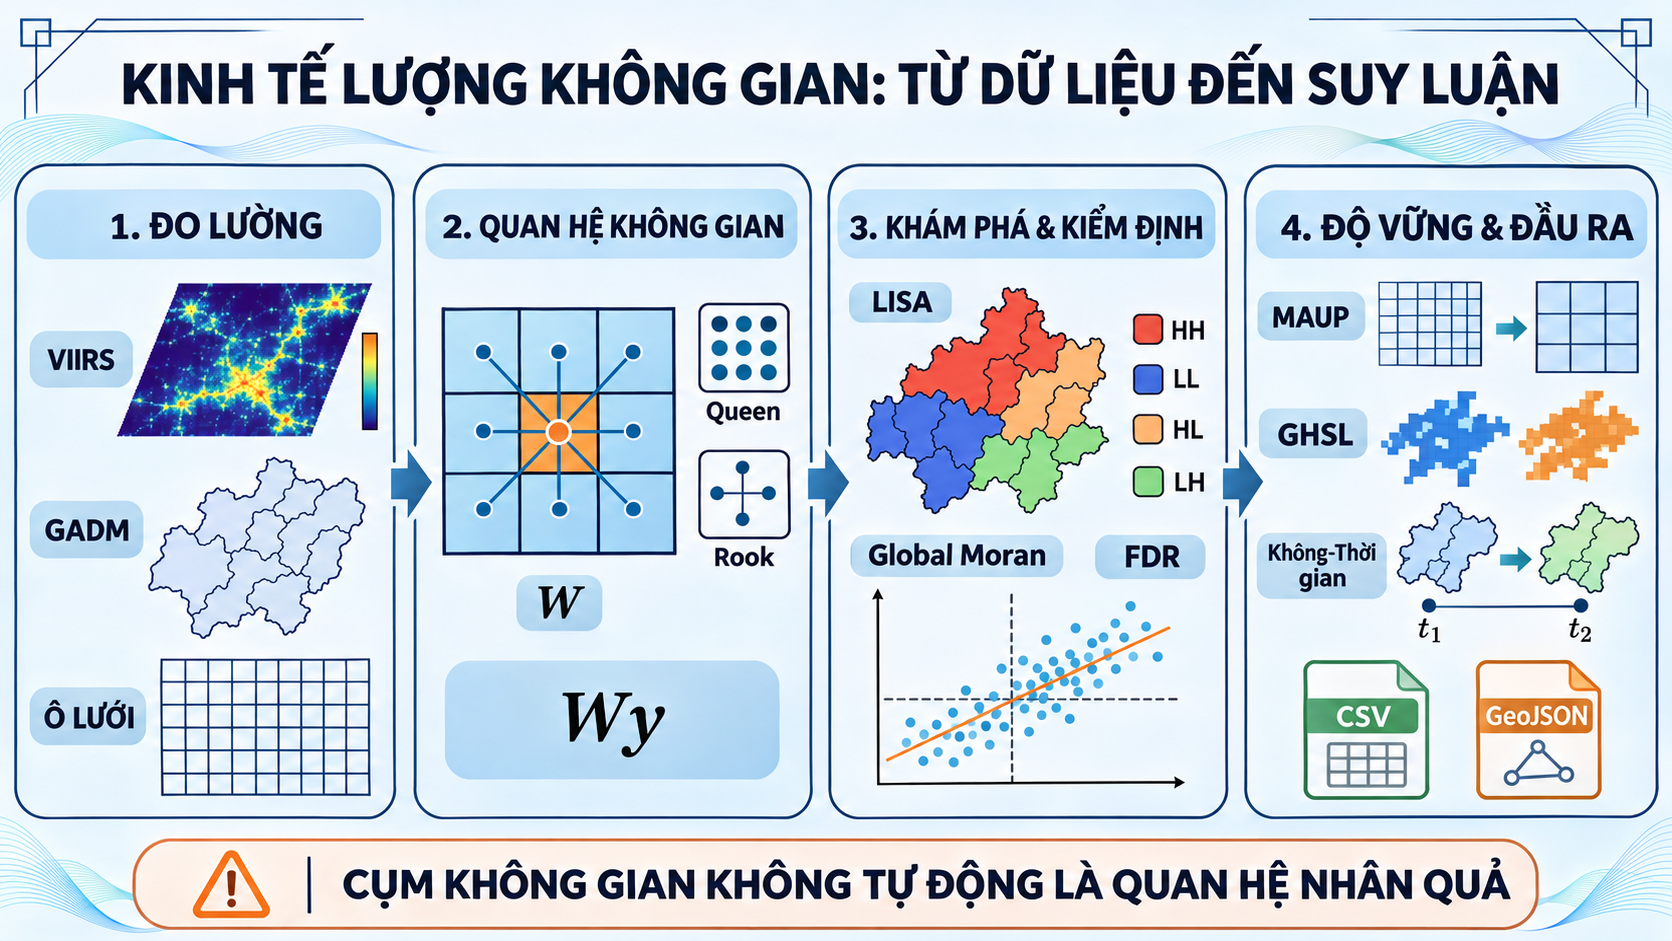 KINH TẾ LƯỢNG KHÔNG GIAN: TỪ DỮ LIỆU ĐẾN SUY LUẬN
1. ĐO LƯỜNG
VIIRS
GADM
Ô LƯỚI
2. QUAN HỆ KHÔNG GIAN
Queen
Rook
W
Wy
3. KHÁM PHÁ & KIỂM ĐỊNH
LISA
HH
LL
HL
LH
Global Moran
FDR
4. ĐỘ VỮNG & ĐẦU RA
MAUP
GHSL
Không-Thời
gian
t₁
t₂
CSV
GeoJSON
CỤM KHÔNG GIAN KHÔNG TỰ ĐỘNG LÀ QUAN HỆ NHÂN QUẢ